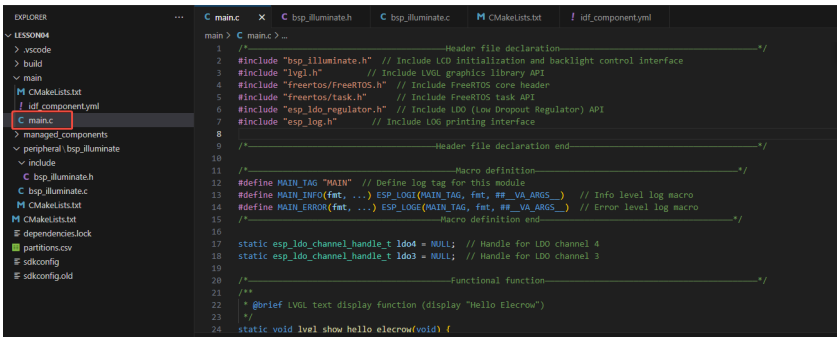 EXPLORER ...
LESSON04
.vscode
build
main
M CMakeLists.txt
! idf_component.yml
C main.c
managed_components
peripheral\bsp_illuminate
include
C bsp_illuminate.h
C bsp_illuminate.c
M CMakeLists.txt
M CMakeLists.txt
dependencies.lock
partitions.csv
sdkconfig
sdkconfig.old
C main.c X C bsp_illuminate.h C bsp_illuminate.c M CMakeLists.txt ! idf_component.yml
main > C main.c > ...
1 /*————————Header file declaration————————*/
2 #include "bsp_illuminate.h" // Include LCD initialization and backlight control interface
3 #include "lvgl.h" // Include LVGL graphics library API
4 #include "freertos/FreeRTOS.h" // Include FreeRTOS core header
5 #include "freertos/task.h" // Include FreeRTOS task API
6 #include "esp_ldo_regulator.h" // Include LDO (Low Dropout Regulator) API
7 #include "esp_log.h" // Include LOG printing interface
8
9 /*————————Header file declaration end————————*/
10
11 /*————————Macro definition————————*/
12 #define MAIN_TAG "MAIN" // Define log tag for this module
13 #define MAIN_INFO(fmt, ...) ESP_LOGI(MAIN_TAG, fmt, ##__VA_ARGS__) // Info level log macro
14 #define MAIN_ERROR(fmt, ...) ESP_LOGE(MAIN_TAG, fmt, ##__VA_ARGS__) // Error level log macro
15 /*————————Macro definition end————————*/
16
17 static esp_ldo_channel_handle_t ldo4 = NULL; // Handle for LDO channel 4
18 static esp_ldo_channel_handle_t ldo3 = NULL; // Handle for LDO channel 3
19
20 /*————————Functional function————————*/
21 /**
22 * @brief LVGL text display function (display "Hello Elecrow")
23 */
24 static void lvgl_show_hello_elecrow(void) {